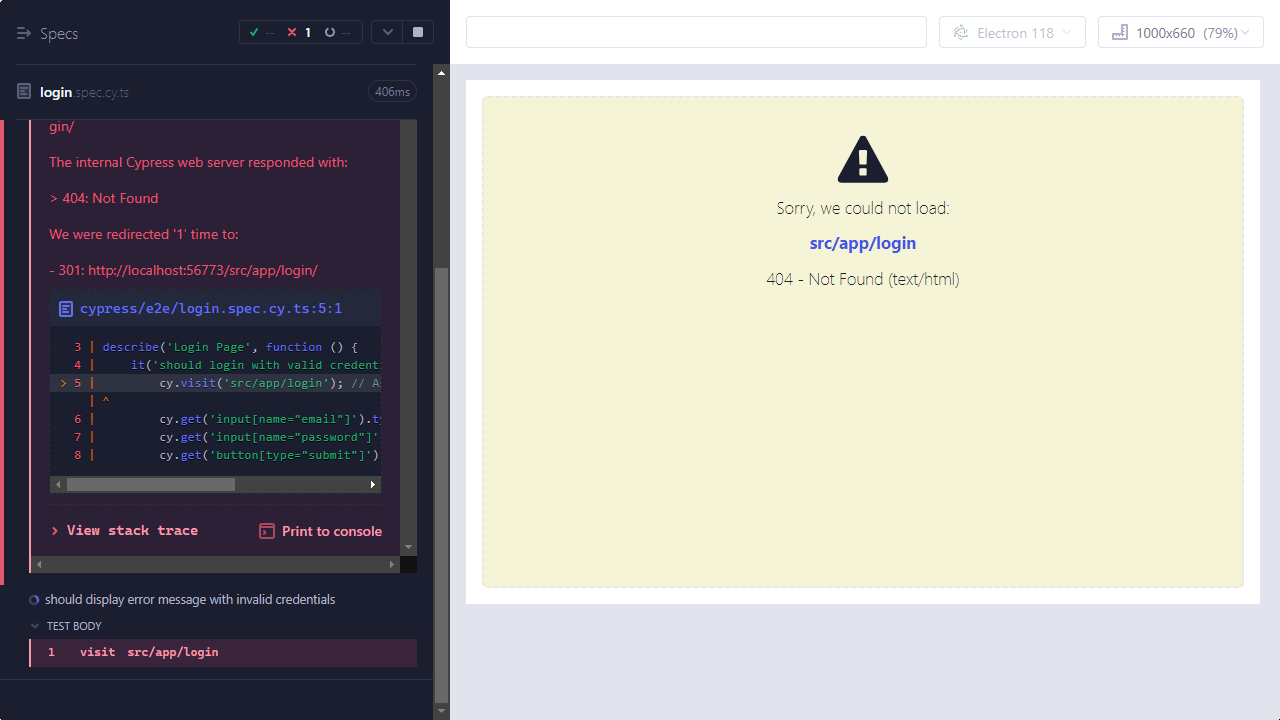 Specs
-- 1 --
Electron 118
1000x660 (79%)
login.spec.cy.ts
406ms
gin/
The internal Cypress web server responded with:
> 404: Not Found
We were redirected '1' time to:
- 301: http://localhost:56773/src/app/login/
cypress/e2e/login.spec.cy.ts:5:1
3 | describe('Login Page', function () {
4 | it('should login with valid credenti
> 5 | cy.visit('src/app/login'); // A
| ^
6 | cy.get('input[name="email"]').ty
7 | cy.get('input[name="password"]'
8 | cy.get('button[type="submit"]')
> View stack trace
Print to console
should display error message with invalid credentials
TEST BODY
1 visit src/app/login
Sorry, we could not load:
src/app/login
404 - Not Found (text/html)